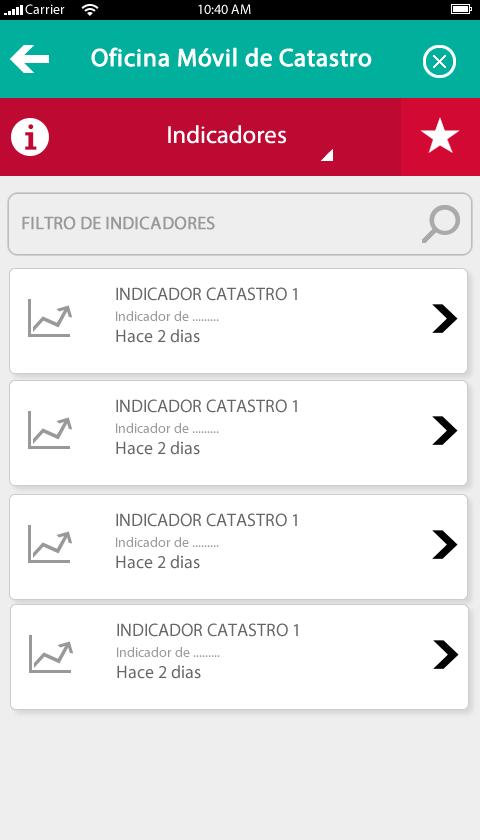 Carrier 10:40 AM
Oficina Móvil de Catastro
Indicadores
FILTRO DE INDICADORES
INDICADOR CATASTRO 1
Indicador de .........
Hace 2 dias
INDICADOR CATASTRO 1
Indicador de .........
Hace 2 dias
INDICADOR CATASTRO 1
Indicador de .........
Hace 2 dias
INDICADOR CATASTRO 1
Indicador de .........
Hace 2 dias